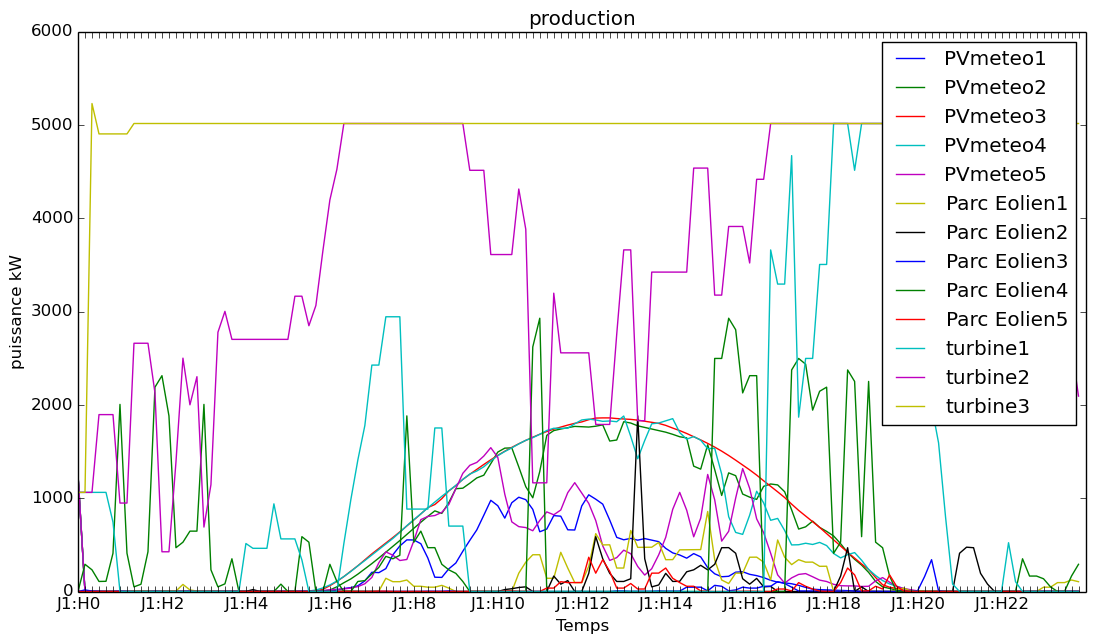 production
6000
5000
4000
3000
2000
1000
0
puissance kW
J1:H0 J1:H2 J1:H4 J1:H6 J1:H8 J1:H10 J1:H12 J1:H14 J1:H16 J1:H18 J1:H20 J1:H22
Temps
PVmeteo1
PVmeteo2
PVmeteo3
PVmeteo4
PVmeteo5
Parc Eolien1
Parc Eolien2
Parc Eolien3
Parc Eolien4
Parc Eolien5
turbine1
turbine2
turbine3